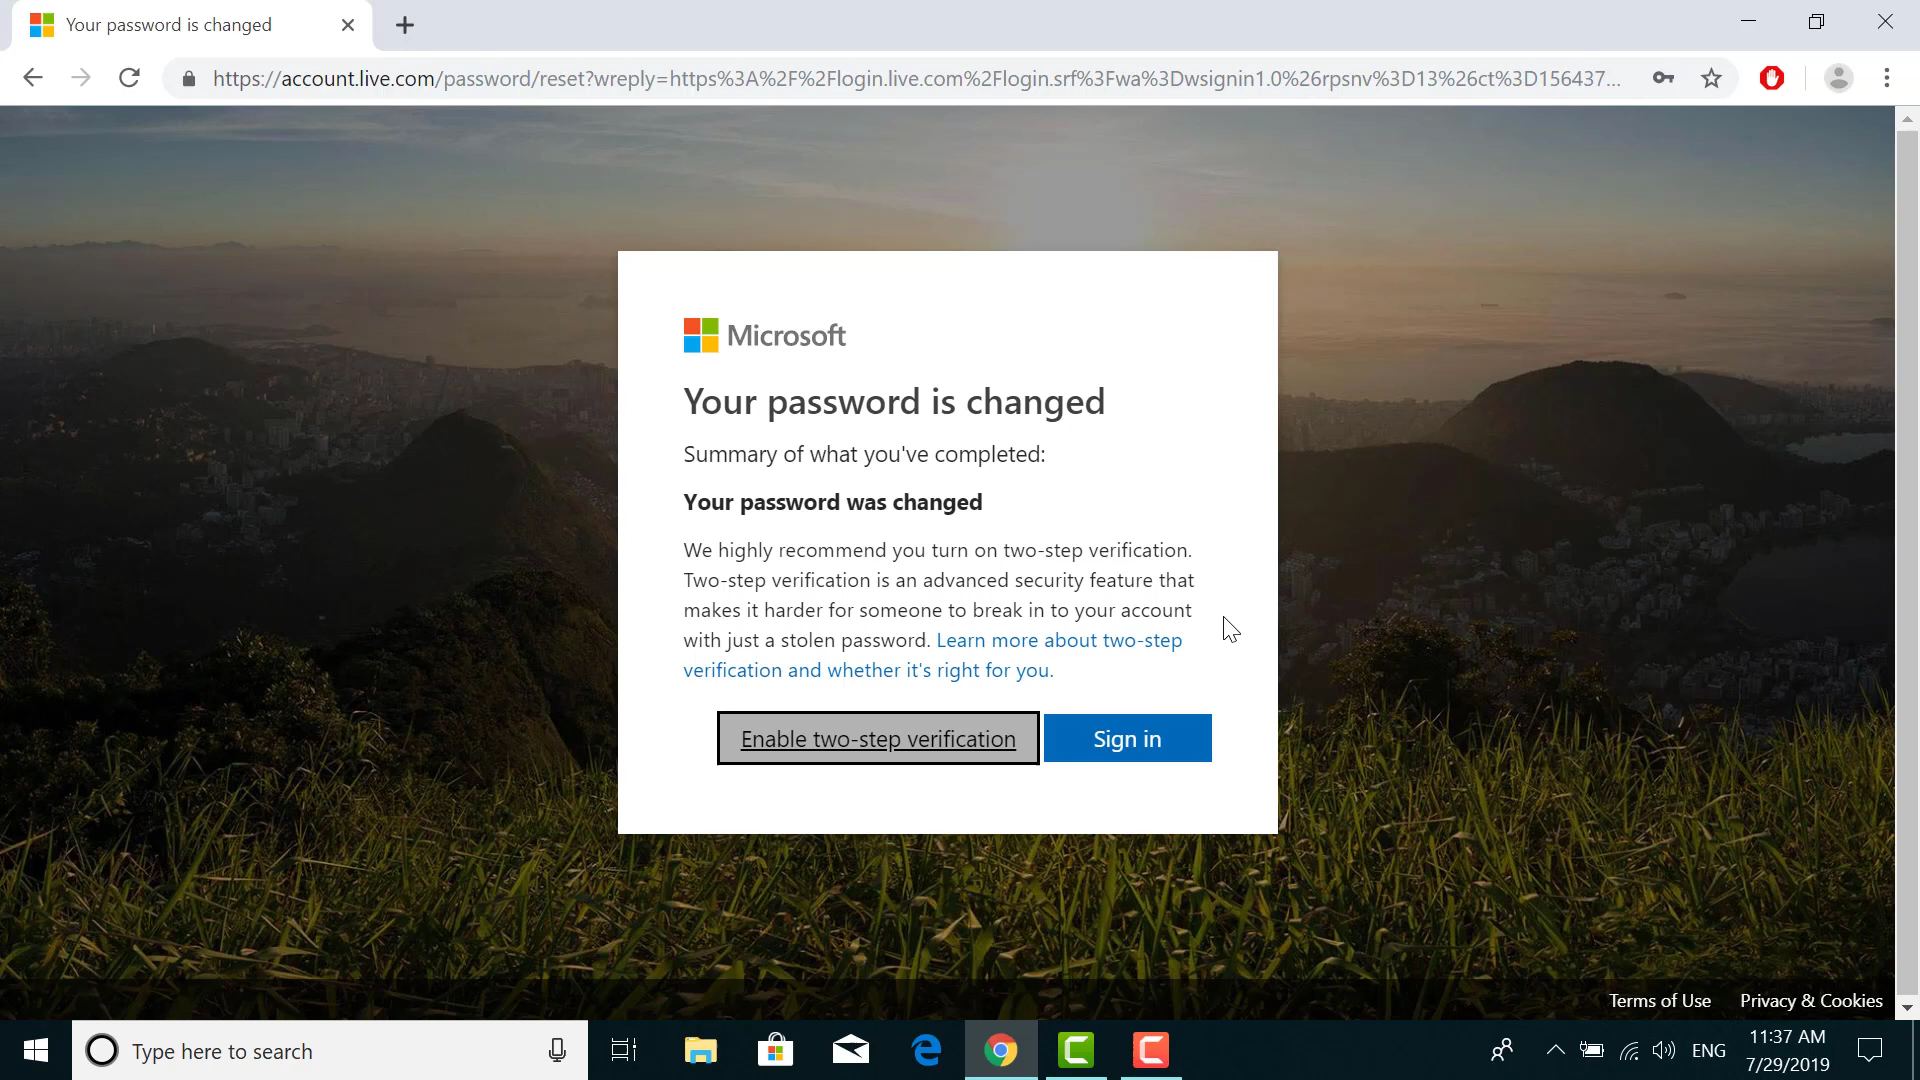 Your password is changed
https://account.live.com/password/reset?wreply=https%3A%2F%2Flogin.live.com%2Flogin.srf%3Fwa%3Dwsignin1.0%26rpsnv%3D13%26ct%3D156437...
Microsoft
Your password is changed
Summary of what you've completed:
Your password was changed
We highly recommend you turn on two-step verification.
Two-step verification is an advanced security feature that
makes it harder for someone to break in to your account
with just a stolen password. Learn more about two-step
verification and whether it's right for you.
Enable two-step verification
Sign in
Terms of Use
Privacy & Cookies
Type here to search
ENG
11:37 AM
7/29/2019